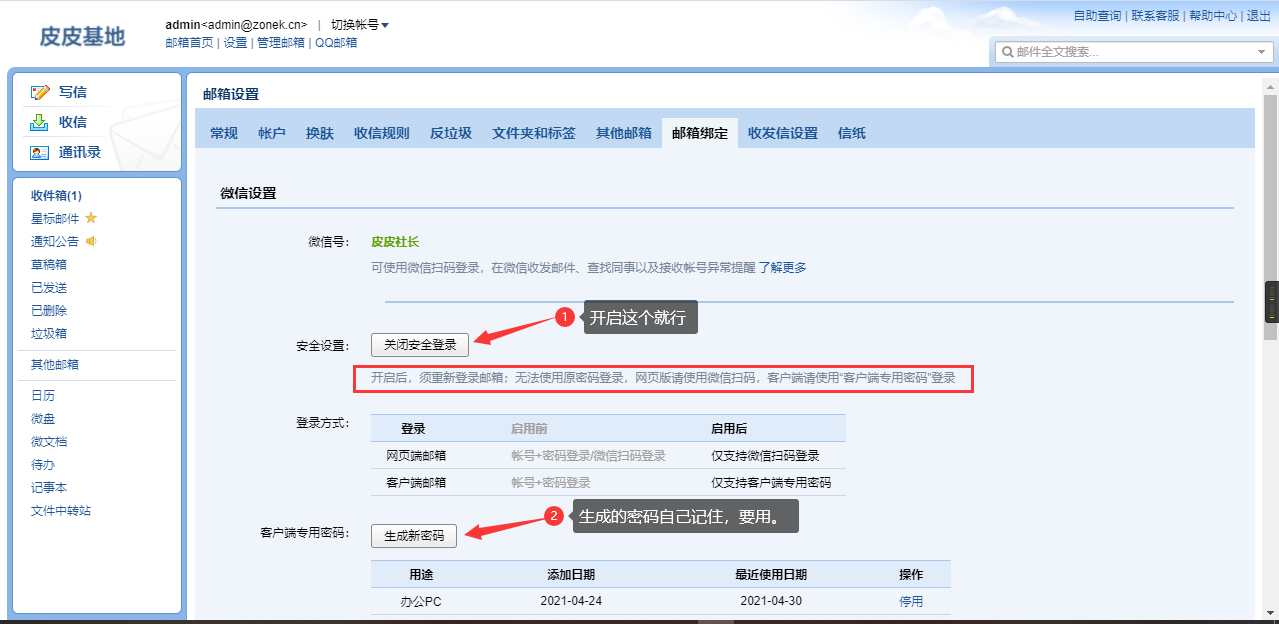 皮皮基地
admin<admin@zonek.cn> | 切换帐号
邮箱首页 | 设置 | 管理邮箱 | QQ邮箱
自助查询 | 联系客服 | 帮助中心 | 退出
邮件全文搜索...
写信
收信
通讯录
收件箱(1)
星标邮件
通知公告
草稿箱
已发送
已删除
垃圾箱
其他邮箱
日历
微盘
微文档
待办
记事本
文件中转站
邮箱设置
常规 帐户 换肤 收信规则 反垃圾 文件夹和标签 其他邮箱 邮箱绑定 收发信设置 信纸
微信设置
微信号： 皮皮社长
可使用微信扫码登录，在微信收发邮件、查找同事以及接收帐号异常提醒 了解更多
1 开启这个就行
安全设置： 关闭安全登录
开启后，须重新登录邮箱；无法使用原密码登录，网页版请使用微信扫码，客户端请使用“客户端专用密码”登录
登录方式： 登录 启用前 启用后
网页端邮箱 帐号+密码登录/微信扫码登录 仅支持微信扫码登录
客户端邮箱 帐号+密码登录 仅支持客户端专用密码
2 生成的密码自己记住，要用。
客户端专用密码： 生成新密码
用途 添加日期 最近使用日期 操作
办公PC 2021-04-24 2021-04-30 停用